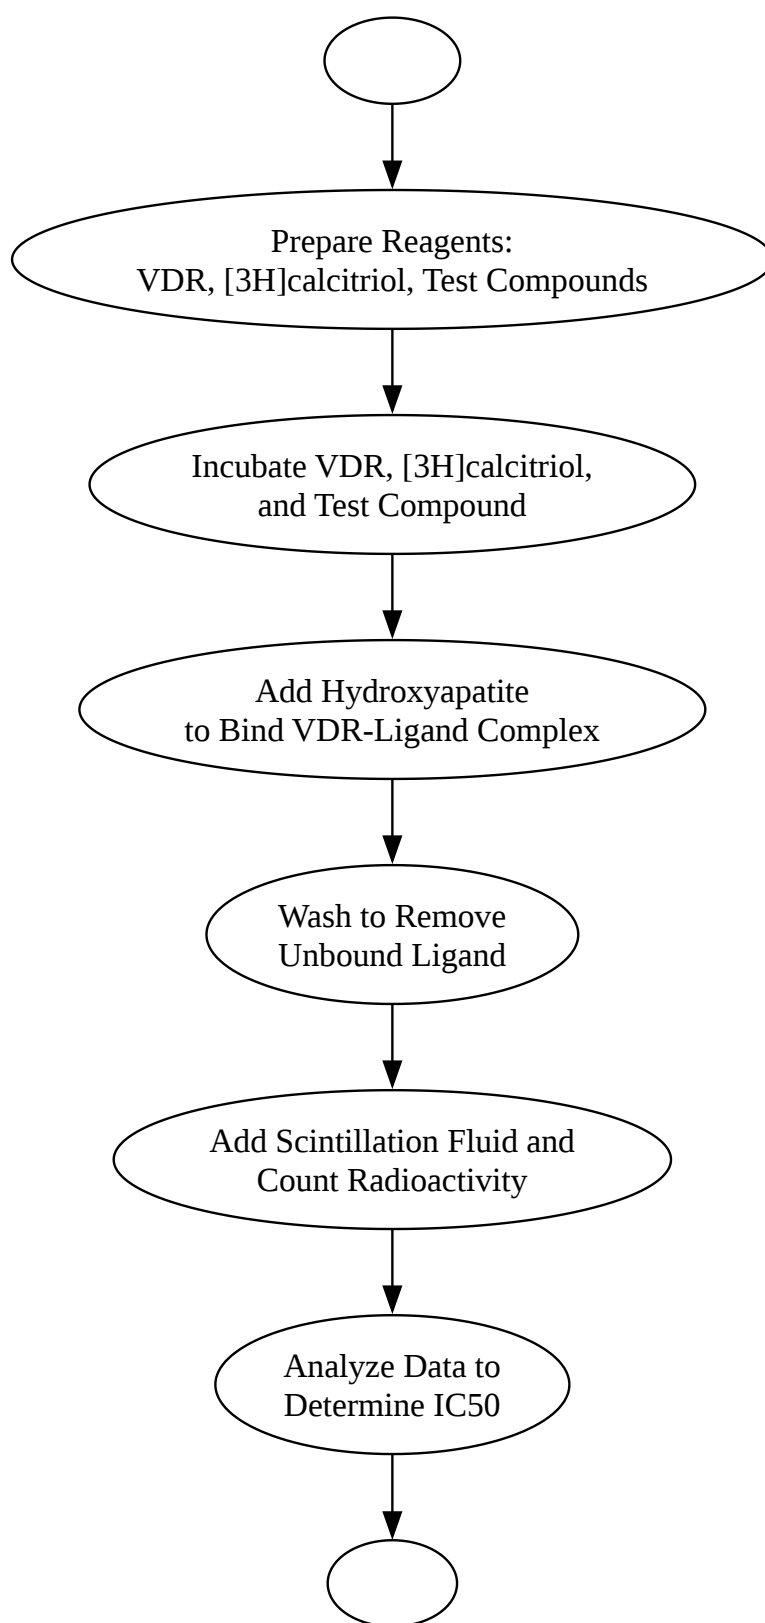 Prepare Reagents:
VDR, [3H]calcitriol, Test Compounds
Incubate VDR, [3H]calcitriol,
and Test Compound
Add Hydroxyapatite
to Bind VDR-Ligand Complex
Wash to Remove
Unbound Ligand
Add Scintillation Fluid and
Count Radioactivity
Analyze Data to
Determine IC50